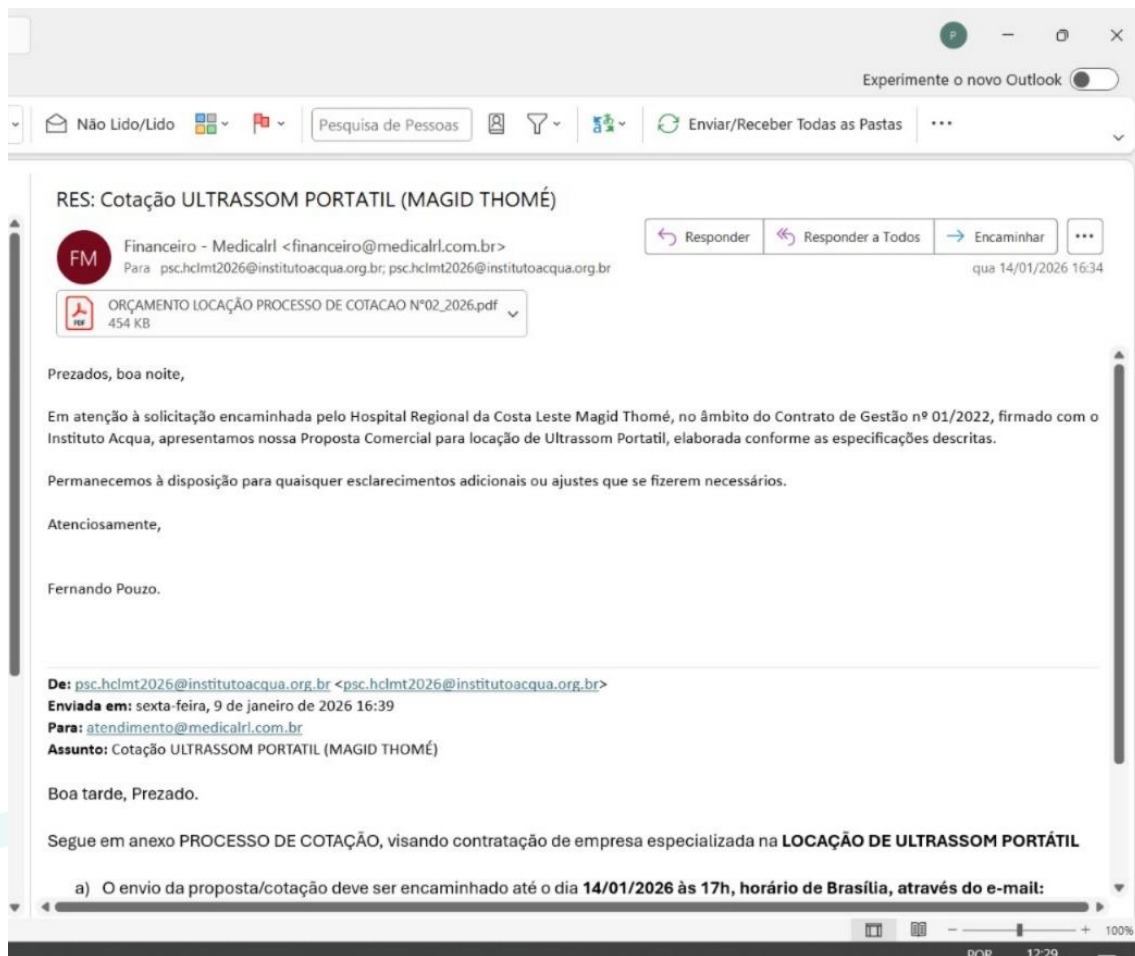 P
Experimente o novo Outlook
Não Lido/Lido
Pesquisa de Pessoas
Enviar/Receber Todas as Pastas
RES: Cotação ULTRASSOM PORTATIL (MAGID THOMÉ)
FM
Financeiro - Medicalrl <financeiro@medicalrl.com.br>
Para psc.hclmt2026@institutoacqua.org.br; psc.hclmt2026@institutoacqua.org.br
Responder
Responder a Todos
Encaminhar
qua 14/01/2026 16:34
PDF
ORÇAMENTO LOCAÇÃO PROCESSO DE COTACAO N°02_2026.pdf
454 KB
Prezados, boa noite,
Em atenção à solicitação encaminhada pelo Hospital Regional da Costa Leste Magid Thomé, no âmbito do Contrato de Gestão nº 01/2022, firmado com o
Instituto Acqua, apresentamos nossa Proposta Comercial para locação de Ultrassom Portatil, elaborada conforme as especificações descritas.
Permanecemos à disposição para quaisquer esclarecimentos adicionais ou ajustes que se fizerem necessários.
Atenciosamente,
Fernando Pouzo.
De: psc.hclmt2026@institutoacqua.org.br <psc.hclmt2026@institutoacqua.org.br>
Enviada em: sexta-feira, 9 de janeiro de 2026 16:39
Para: atendimento@medicalrl.com.br
Assunto: Cotação ULTRASSOM PORTATIL (MAGID THOMÉ)
Boa tarde, Prezado.
Segue em anexo PROCESSO DE COTAÇÃO, visando contratação de empresa especializada na LOCAÇÃO DE ULTRASSOM PORTÁTIL
a) O envio da proposta/cotação deve ser encaminhado até o dia 14/01/2026 às 17h, horário de Brasília, através do e-mail:
100%
POR
12:29